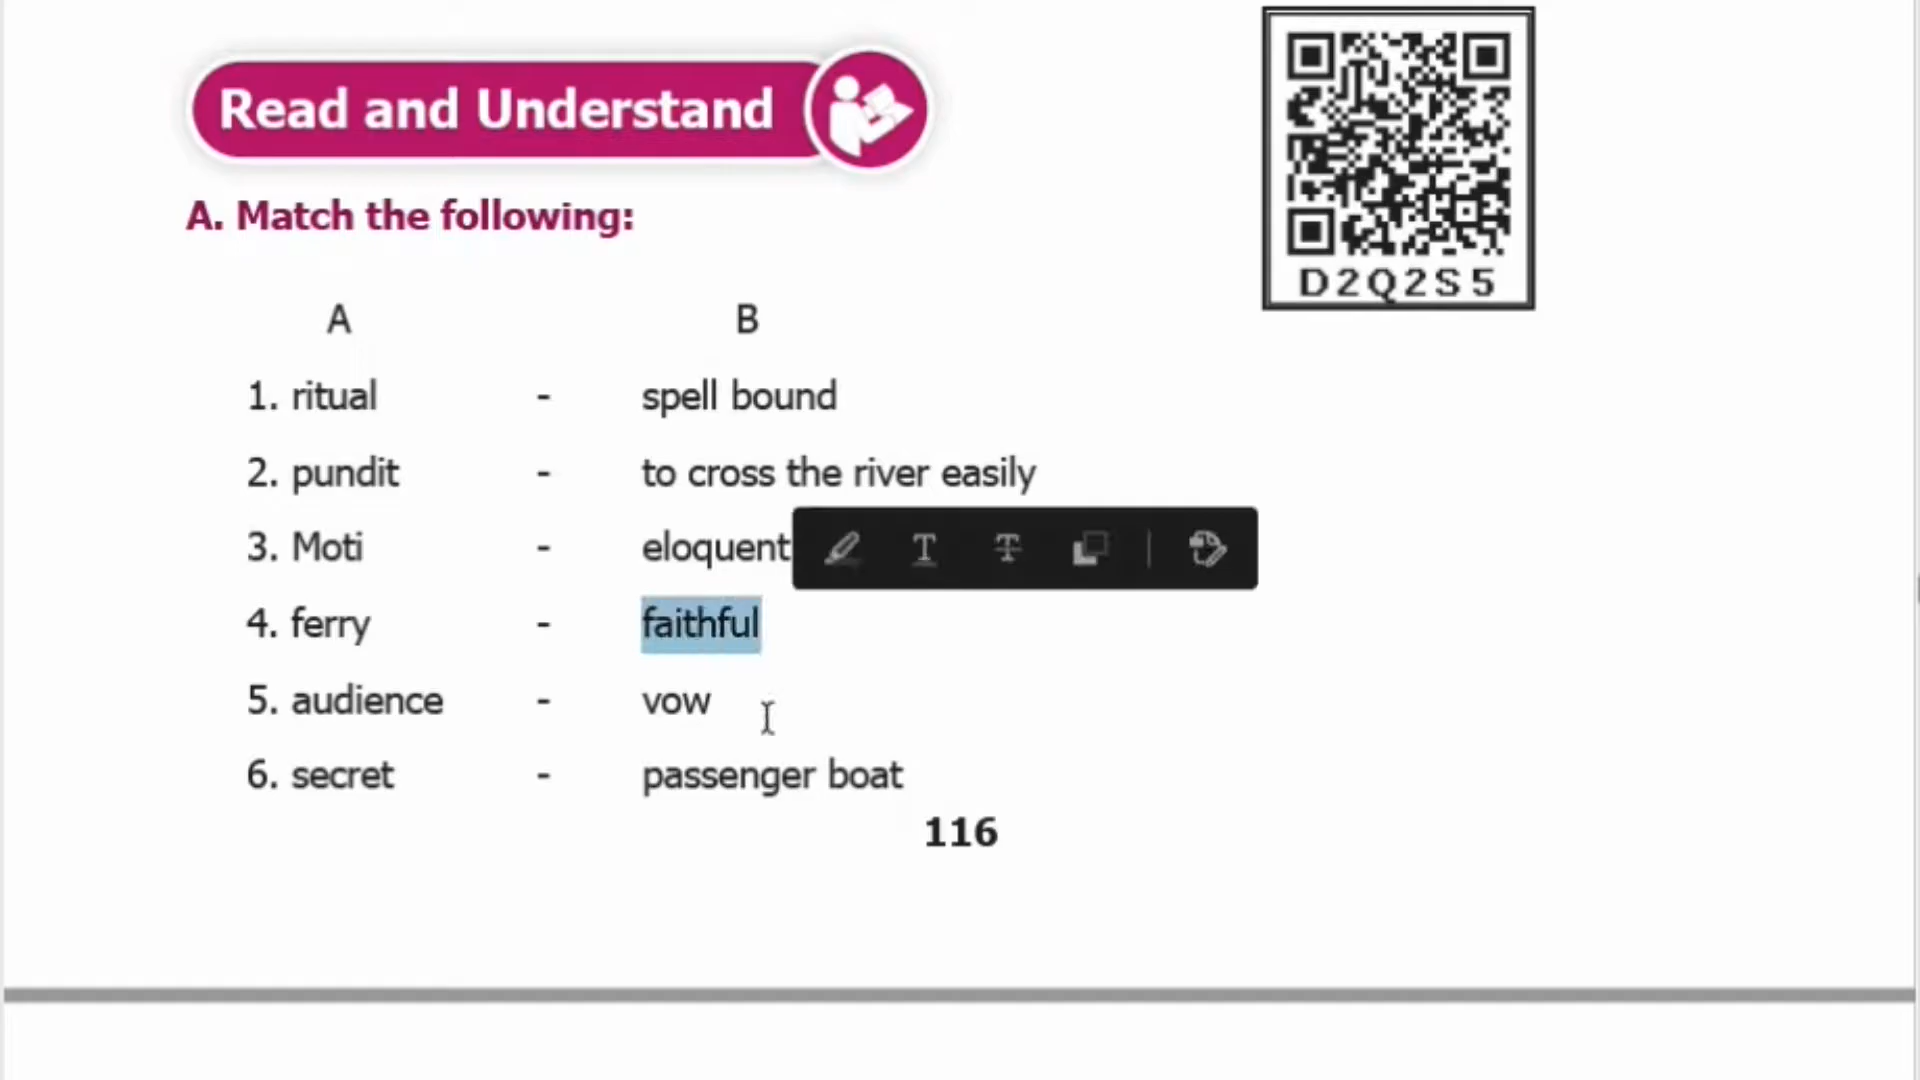 Read and Understand
D2Q2S5
A. Match the following:
A B
1. ritual - spell bound
2. pundit - to cross the river easily
3. Moti - eloquent
4. ferry - faithful
5. audience - vow
6. secret - passenger boat
116